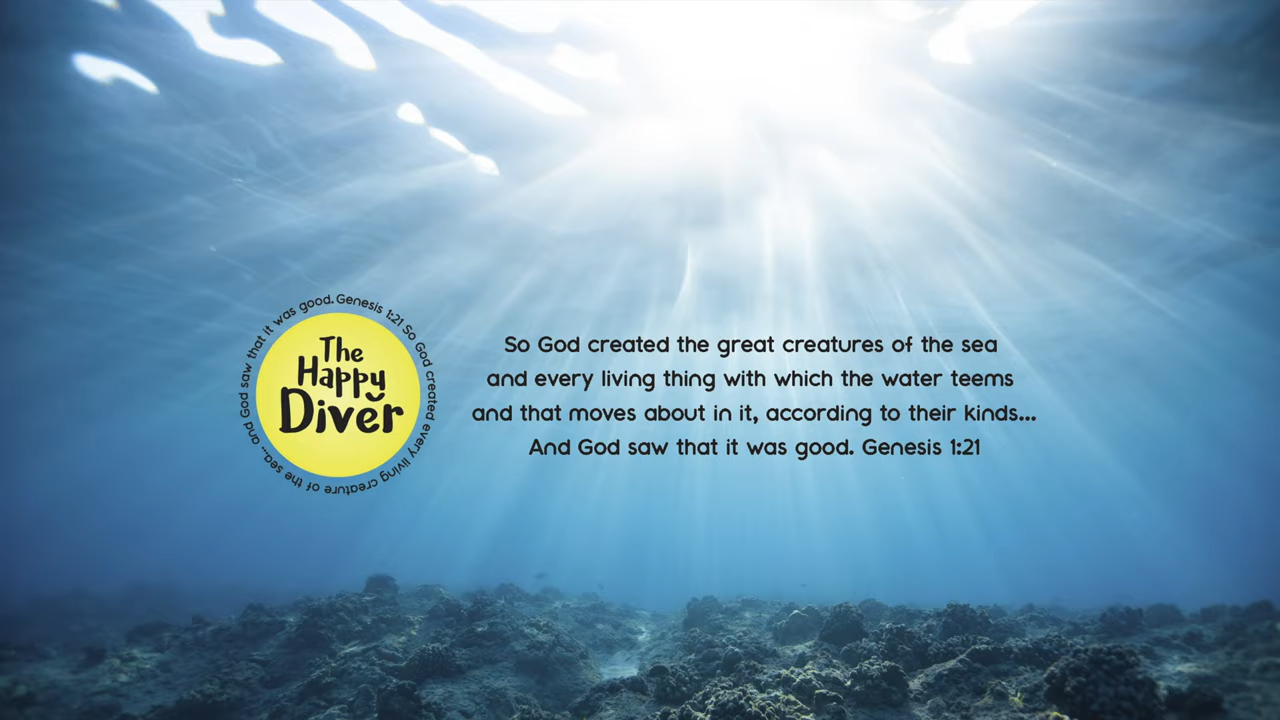 So God created every living creature of the sea... and God saw that it was good. Genesis 1:21
The
Happy
Diver
So God created the great creatures of the sea
and every living thing with which the water teems
and that moves about in it, according to their kinds...
And God saw that it was good. Genesis 1:21